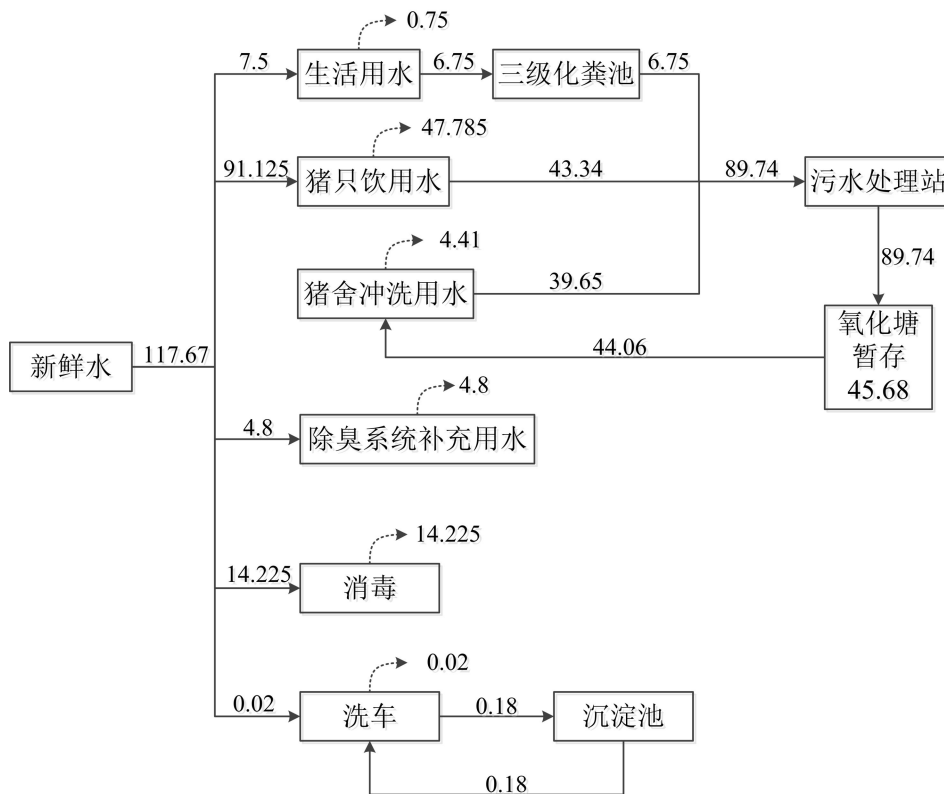 0.75
7.5
生活用水
6.75
三级化粪池
6.75
47.785
91.125
猪只饮用水
43.34
89.74
污水处理站
4.41
89.74
猪舍冲洗用水
39.65
氧化塘
暂存
45.68
44.06
新鲜水
117.67
4.8
4.8
除臭系统补充用水
14.225
14.225
消毒
0.02
0.02
洗车
0.18
沉淀池
0.18